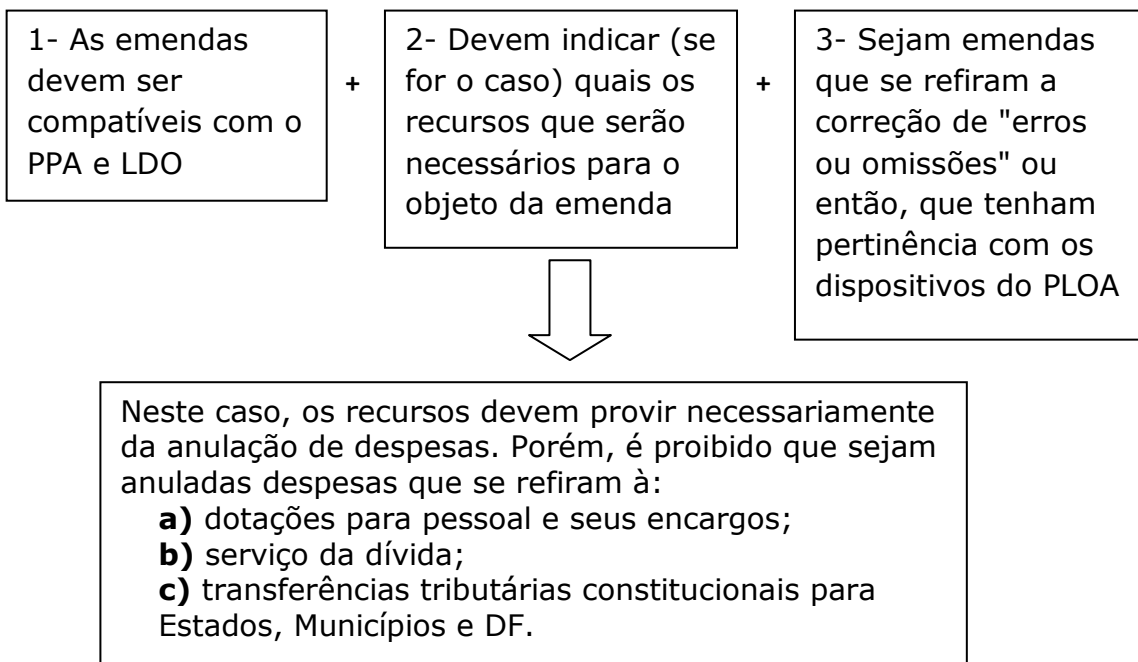 1- As emendas
devem ser
compatíveis com o
PPA e LDO
+
2- Devem indicar (se
for o caso) quais os
recursos que serão
necessários para o
objeto da emenda
+
3- Sejam emendas
que se refiram a
correção de "erros
ou omissões" ou
então, que tenham
pertinência com os
dispositivos do PLOA
Neste caso, os recursos devem provir necessariamente
da anulação de despesas. Porém, é proibido que sejam
anuladas despesas que se refiram à:
a) dotações para pessoal e seus encargos;
b) serviço da dívida;
c) transferências tributárias constitucionais para
Estados, Municípios e DF.